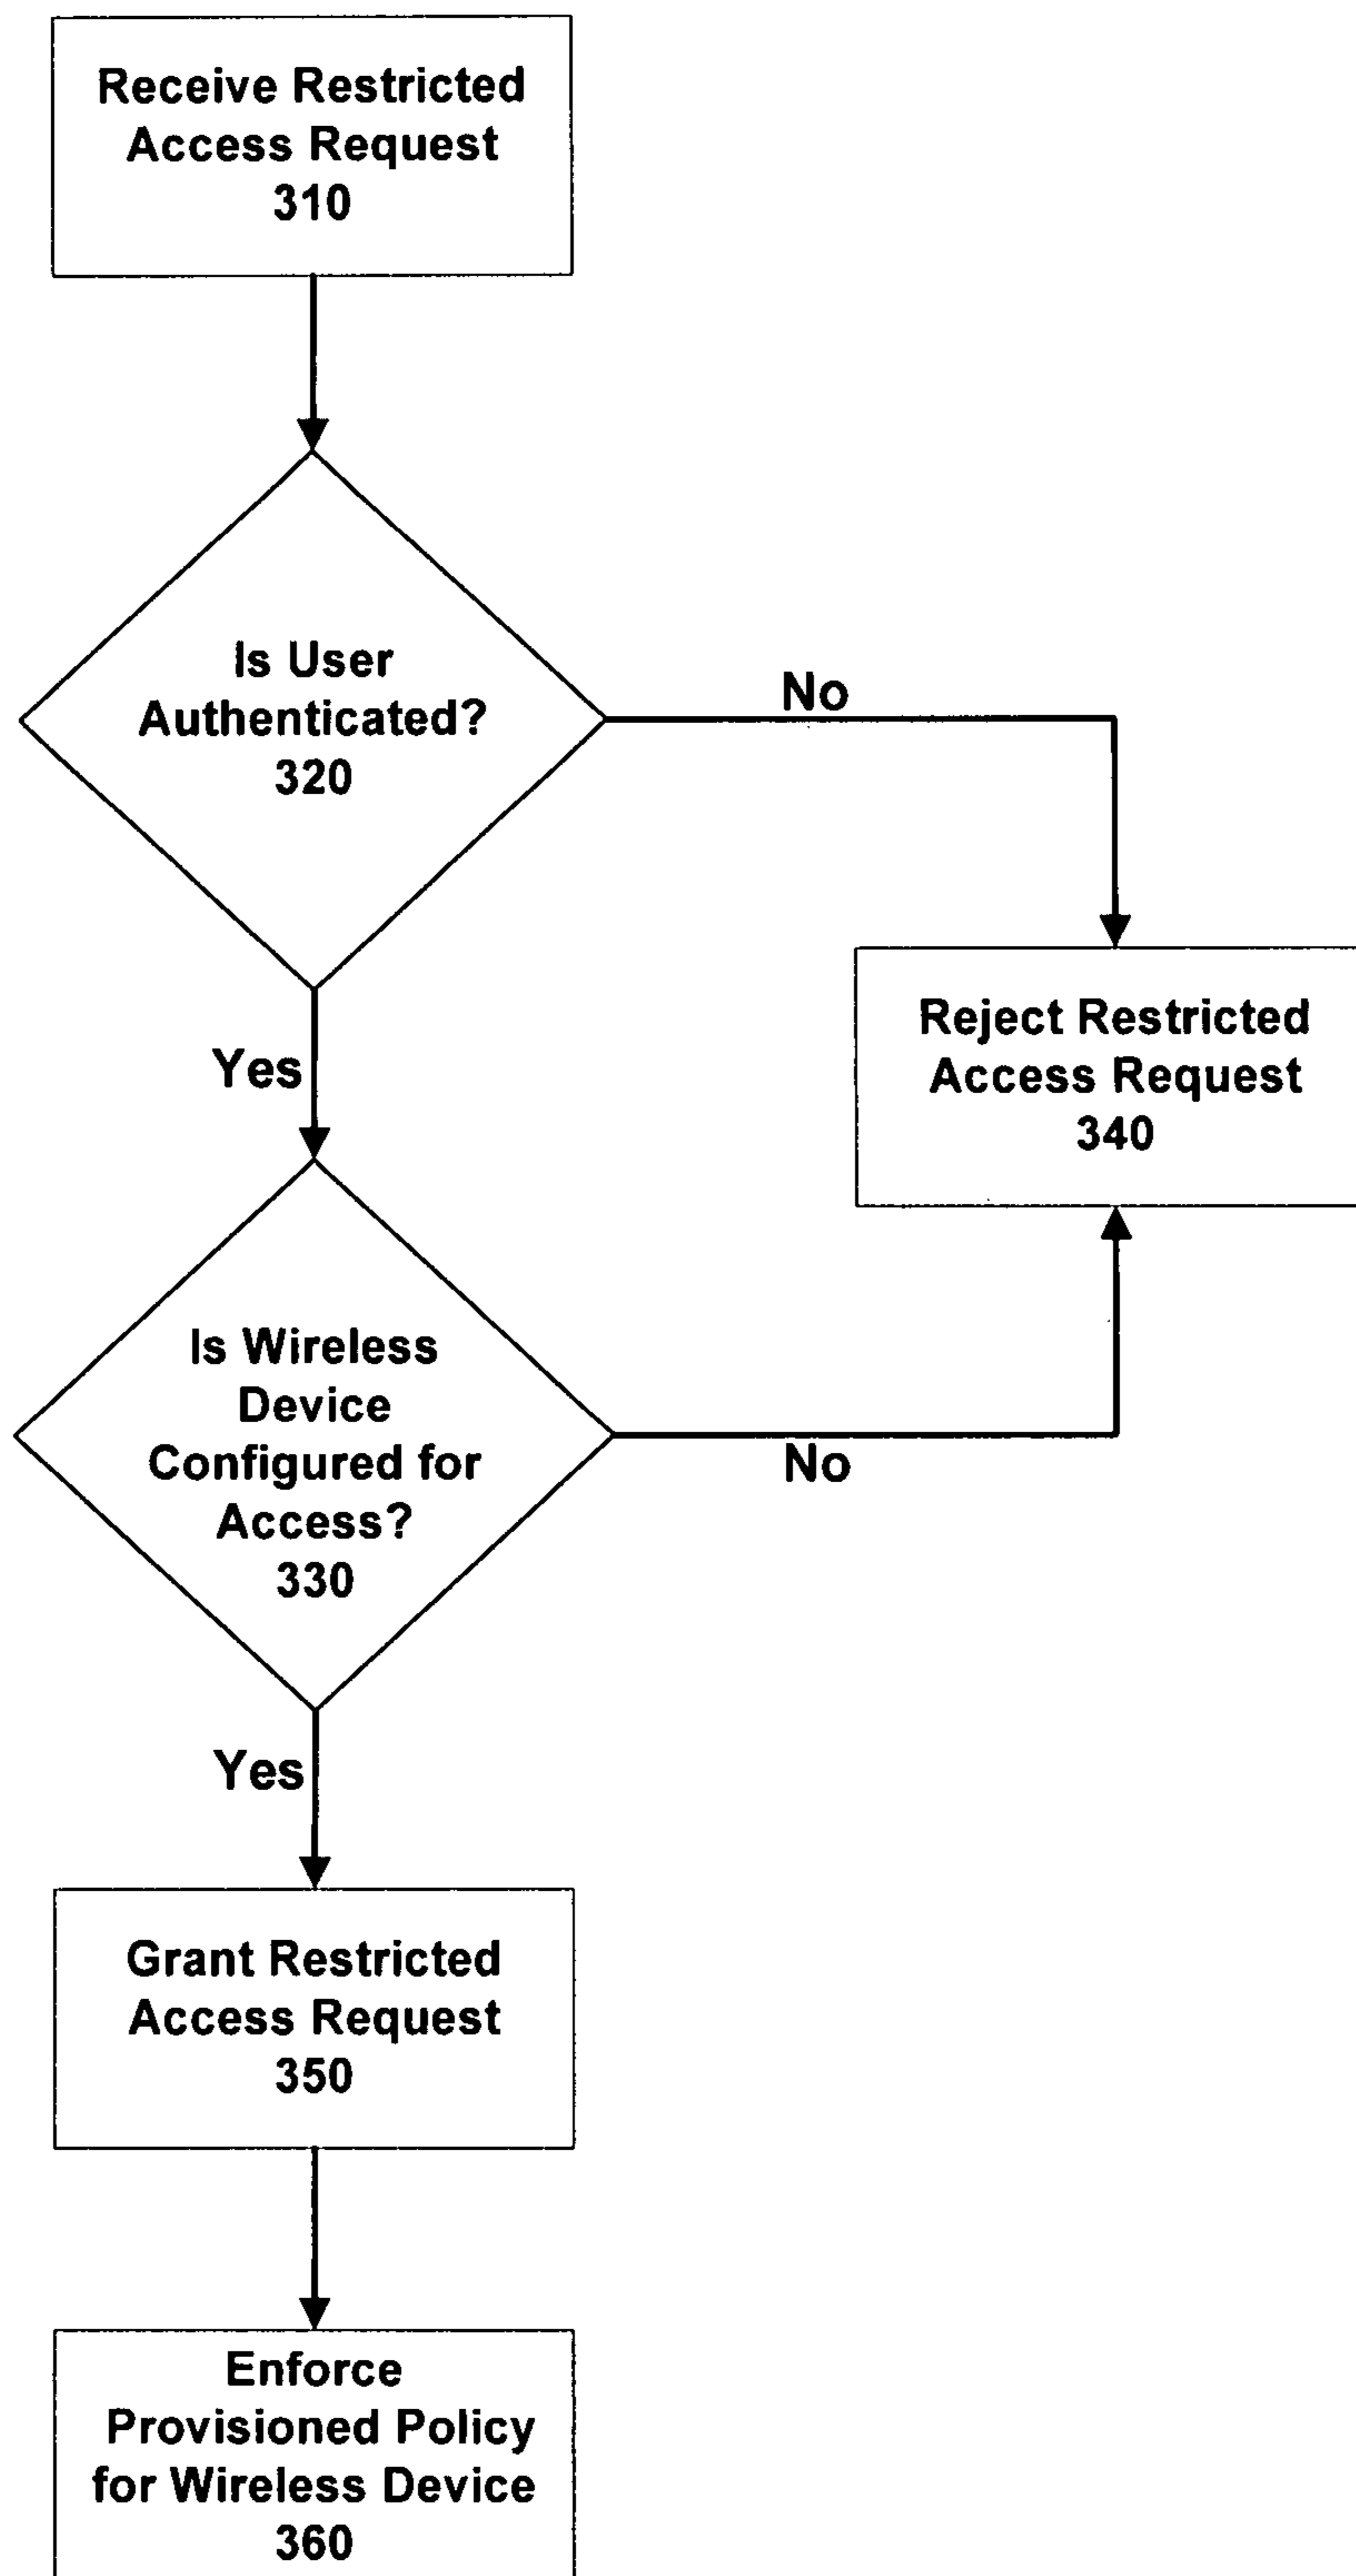 Receive Restricted
Access Request
310
Is User
Authenticated?
320
No
Yes
Reject Restricted
Access Request
340
Is Wireless
Device
Configured for
Access?
330
No
Yes
Grant Restricted
Access Request
350
Enforce
Provisioned Policy
for Wireless Device
360